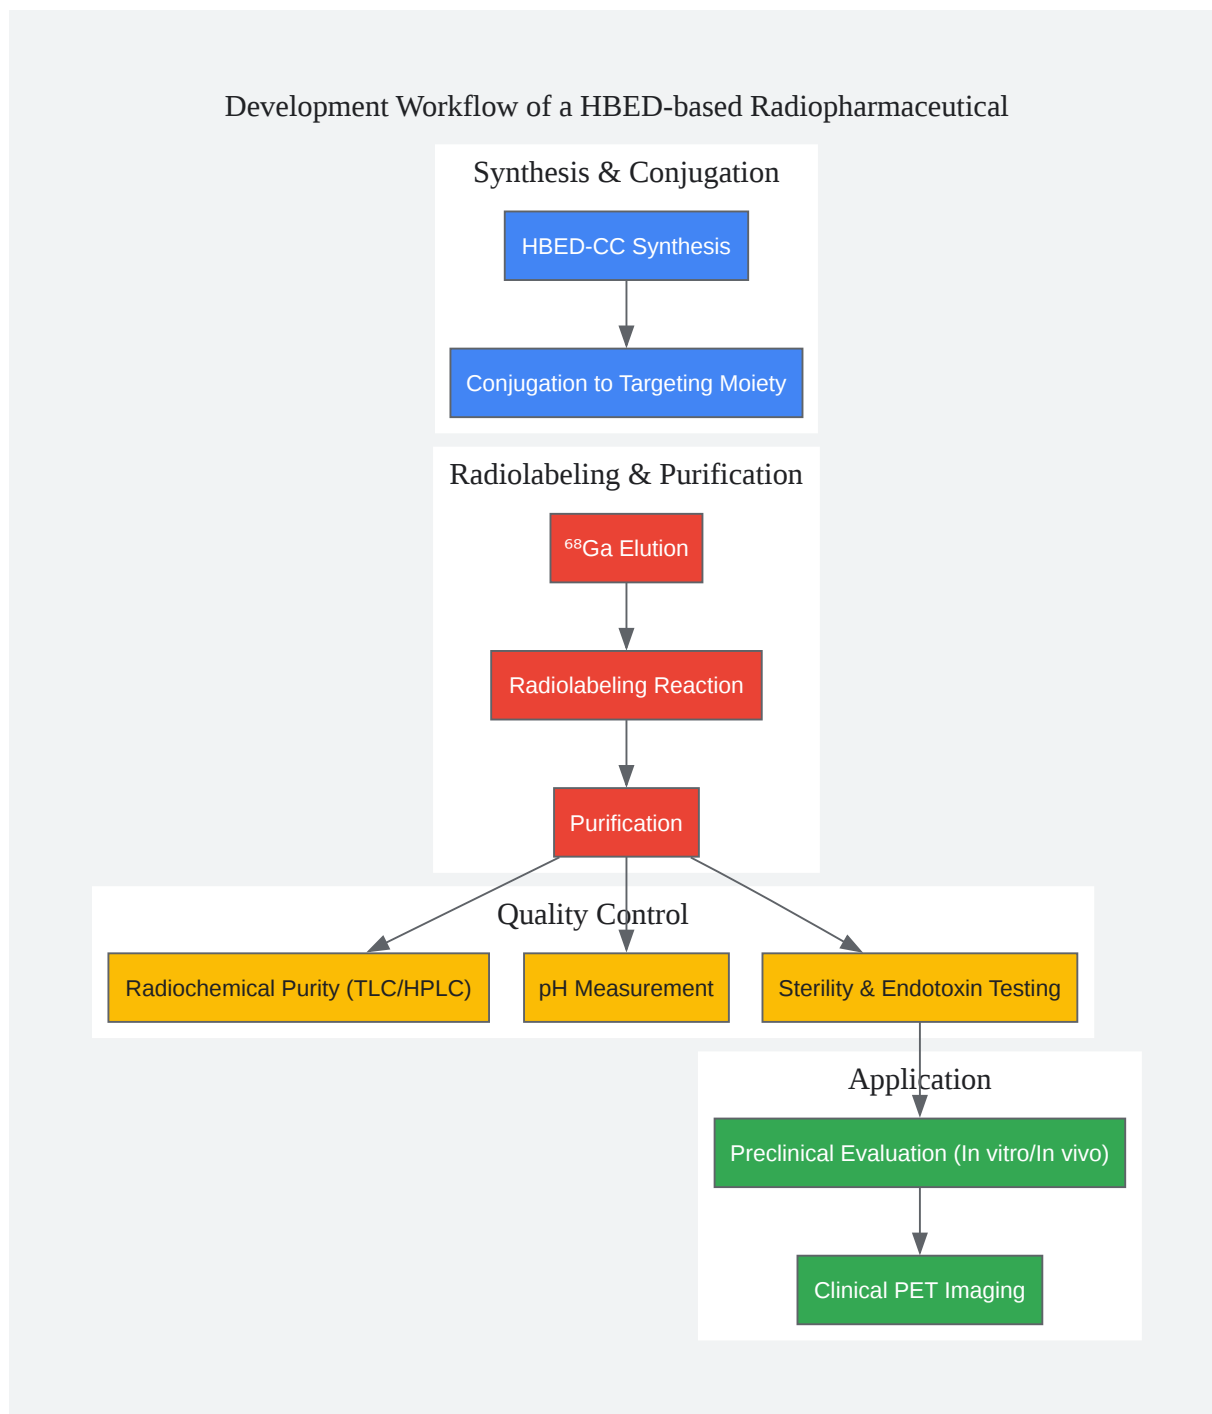 Development Workflow of a HBED-based Radiopharmaceutical
Synthesis & Conjugation
HBED-CC Synthesis
Conjugation to Targeting Moiety
Radiolabeling & Purification
⁶⁸Ga Elution
Radiolabeling Reaction
Purification
Quality Control
Radiochemical Purity (TLC/HPLC)
pH Measurement
Sterility & Endotoxin Testing
Application
Preclinical Evaluation (In vitro/In vivo)
Clinical PET Imaging